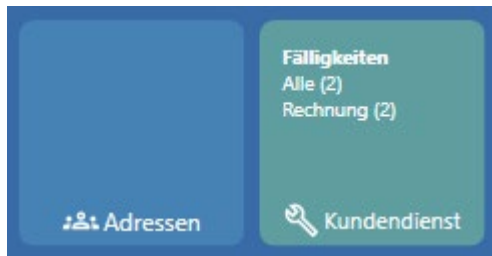 Adressen
Fälligkeiten
Alle (2)
Rechnung (2)
Kundendienst